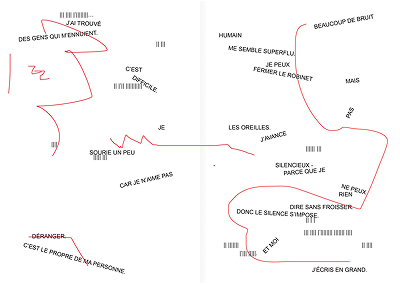 J'AI TROUVÉ
DES GENS QUI M'ENNUIENT.
C'EST
DIFFICILE.
JE
SOURIE UN PEU
CAR JE N'AIME PAS
DÉRANGER.
C'EST LE PROPRE DE MA PERSONNE.
BEAUCOUP DE BRUIT
HUMAIN
ME SEMBLE SUPERFLU.
JE PEUX
FERMER LE ROBINET
MAIS
PAS
LES OREILLES.
J'AVANCE
SILENCIEUX -
PARCE QUE JE
NE PEUX
RIEN
DIRE SANS FROISSER.
DONC LE SILENCE S'IMPOSE.
ET MOI
J'ÉCRIS EN GRAND.